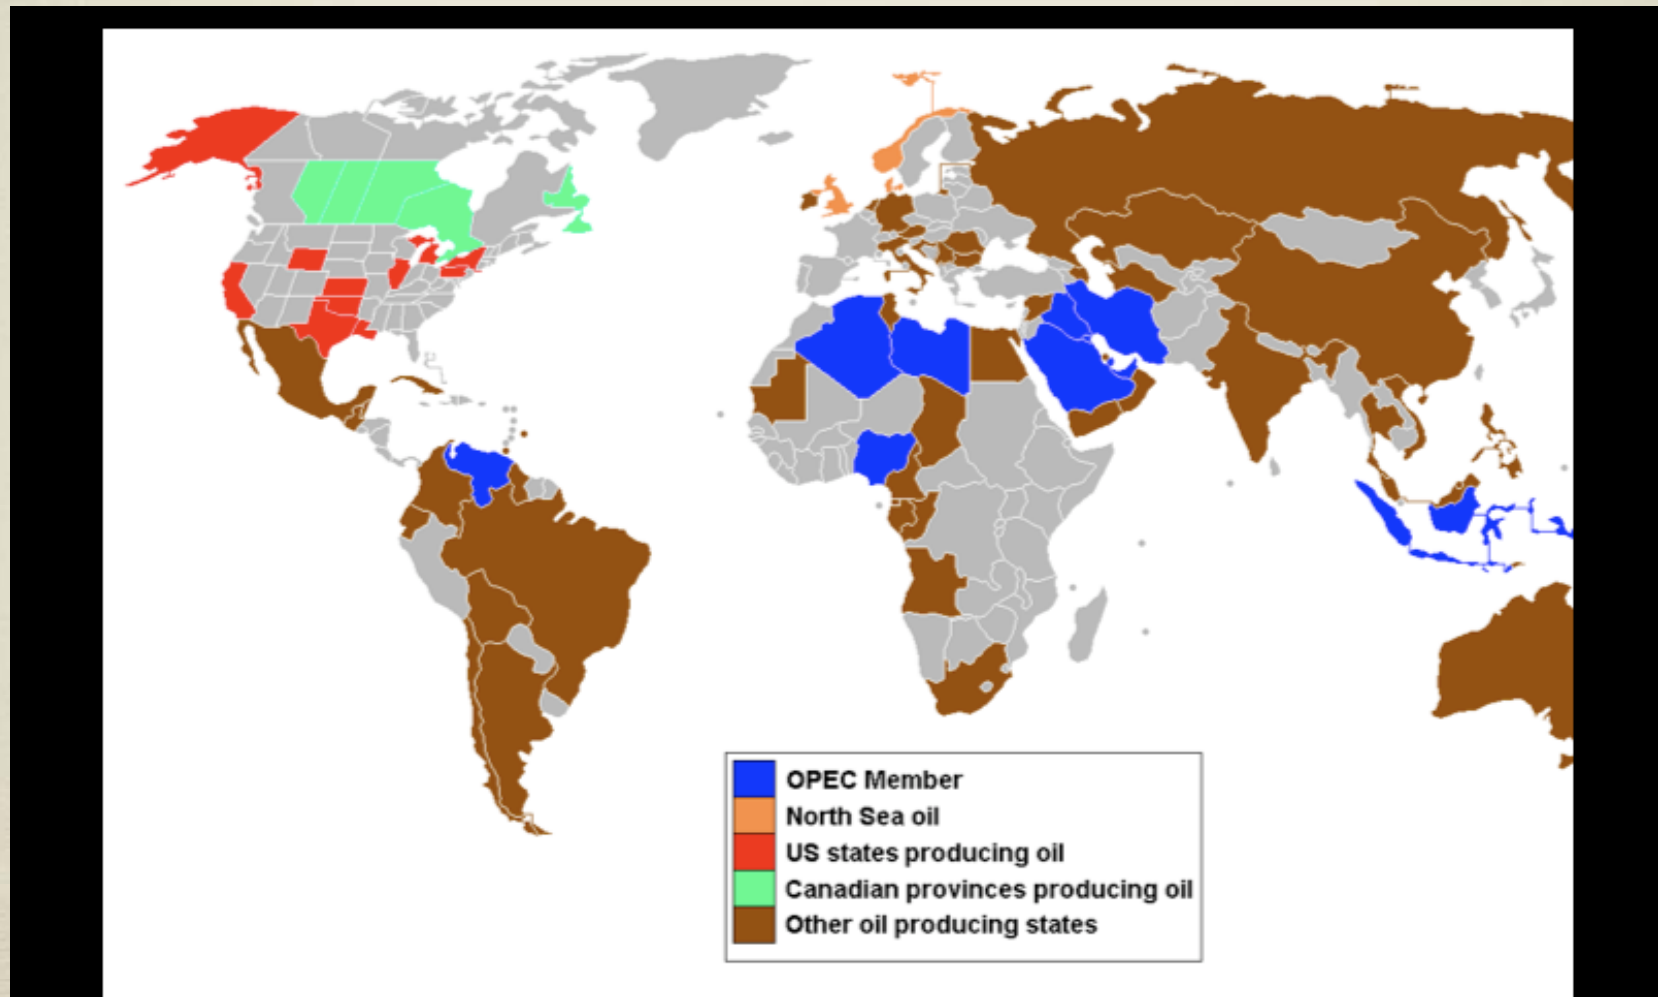 OPEC Member
North Sea oil
US states producing oil
Canadian provinces producing oil
Other oil producing states